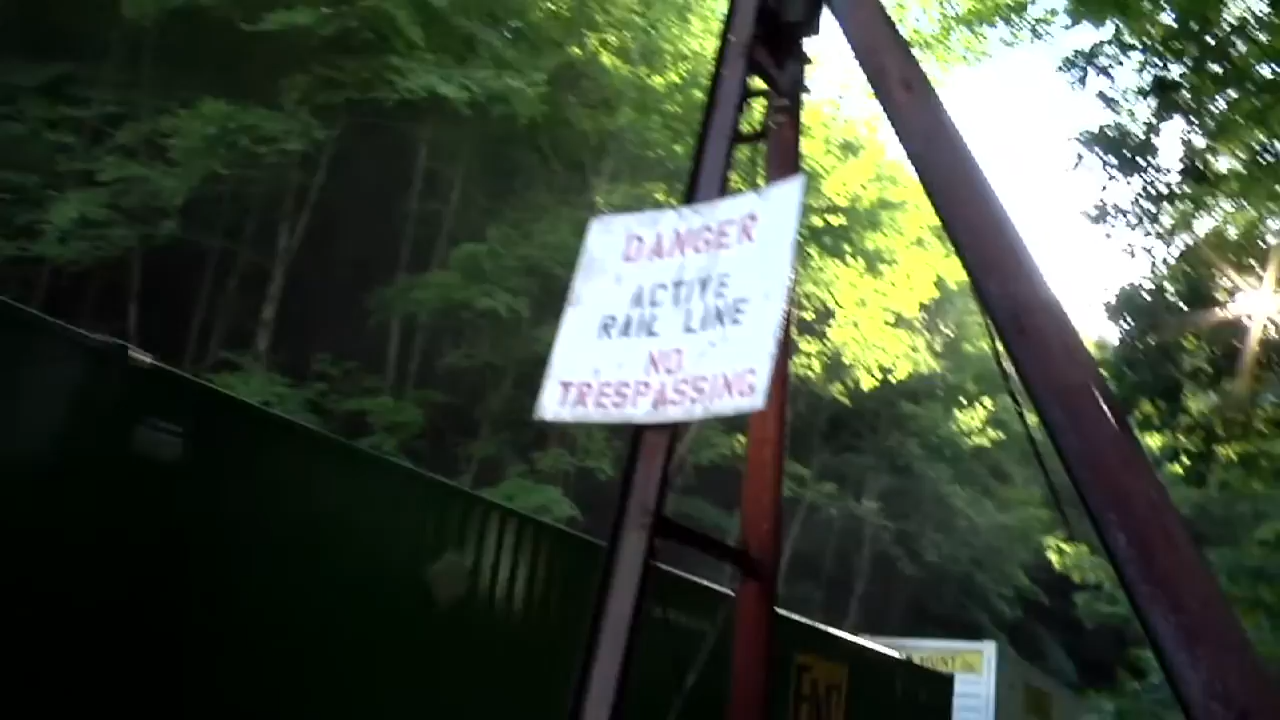 DANGER
ACTIVE
RAIL LINE
NO
TRESPASSING